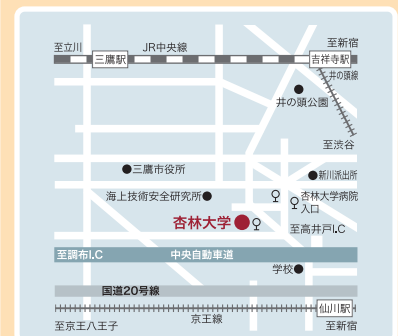 至立川
JR中央線
至新宿
三鷹駅
吉祥寺駅
井の頭線
井の頭公園
至渋谷
三鷹市役所
新川派出所
海上技術安全研究所
杏林大学病院
入口
杏林大学
至高井戸I.C
至調布I.C
中央自動車道
学校
国道20号線
仙川駅
京王線
至京王八王子
至新宿